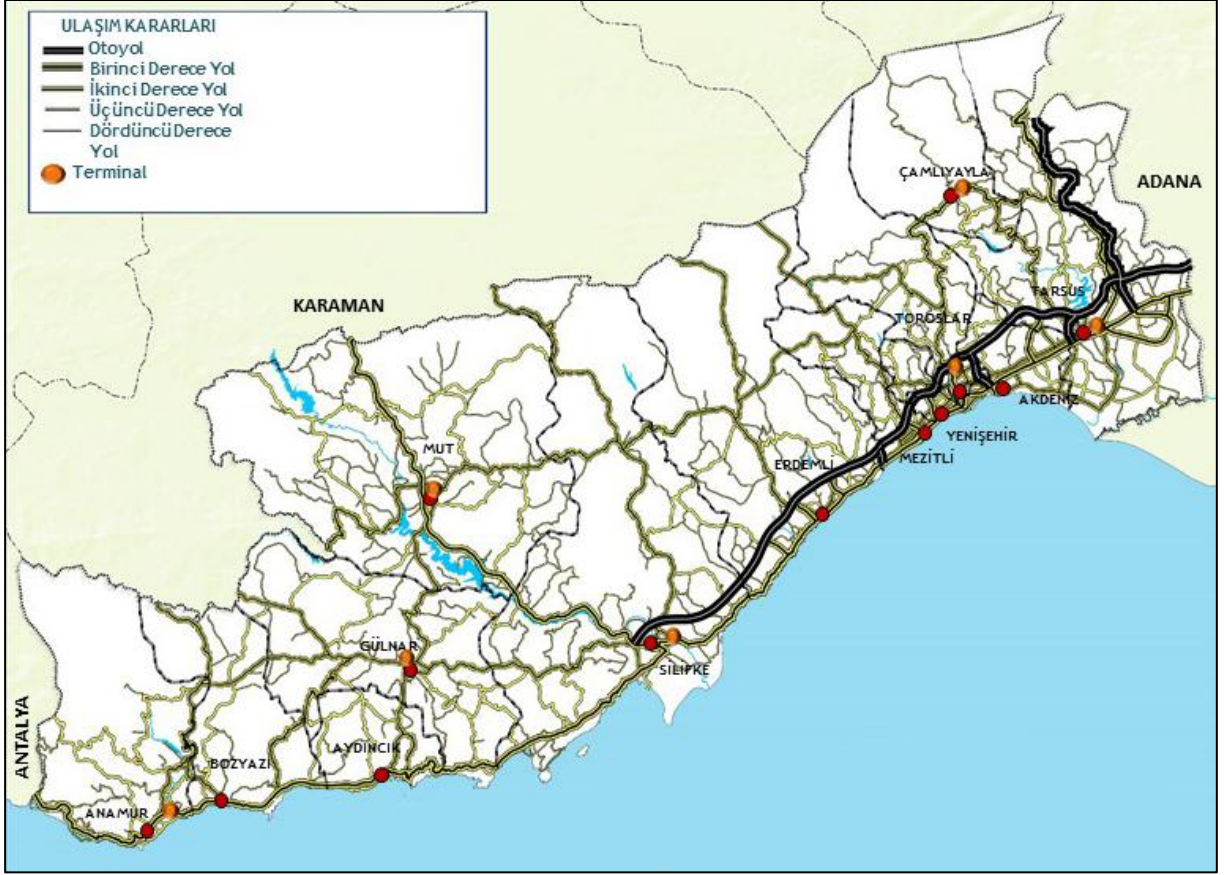 ULAŞIM KARARLARI
Otoyol
Birinci Derece Yol
İkinci Derece Yol
Üçüncü Derece Yol
Dördüncü Derece
Yol
Terminal
ÇAMLIYAYLA
ADANA
KARAMAN
TARSUS
TOROSLAR
AKDENİZ
YENİŞEHİR
MUT
ERDEMLİ
MEZİTLİ
GÜLNAR
SİLİFKE
ANTALYA
AYDINCIK
BOZYAZI
ANAMUR